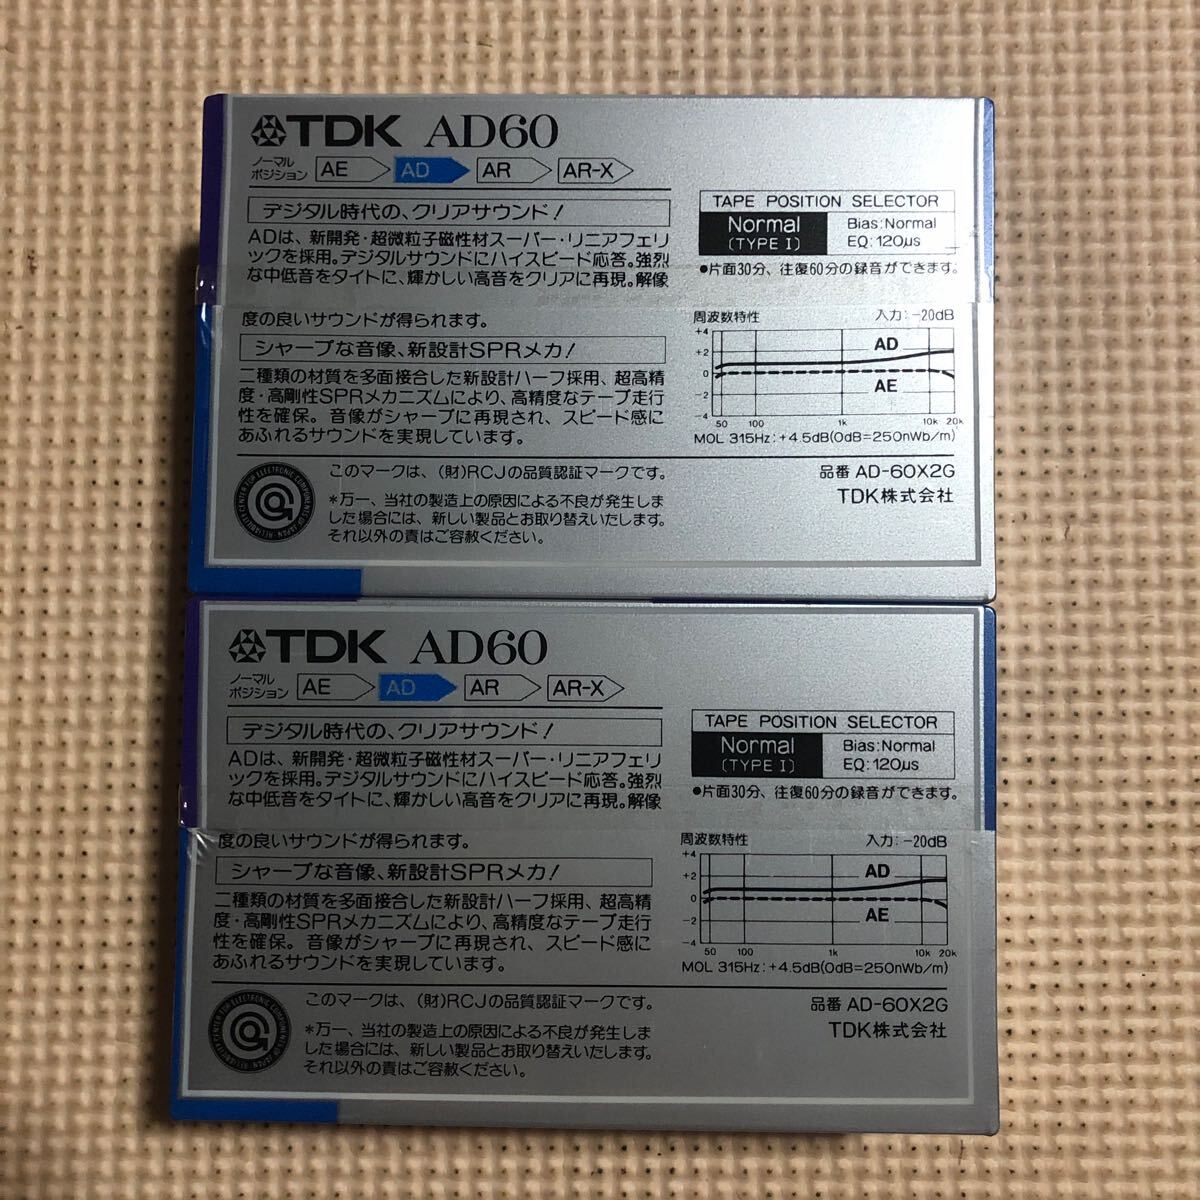 TDK AD60
ノーマルポジション AE AD AR AR-X
デジタル時代の、クリアサウンド！
ADは、新開発・超微粒子磁性材スーパー・リニアフェリ
ックを採用。デジタルサウンドにハイスピード応答。強烈
な中低音をタイトに、輝かしい高音をクリアに再現。解像
度の良いサウンドが得られます。
シャープな音像、新設計SPRメカ！
二種類の材質を多面接合した新設計ハーフ採用、超高精
度・高剛性SPRメカニズムにより、高精度なテープ走行
性を確保。音像がシャープに再現され、スピード感に
あふれるサウンドを実現しています。
このマークは、(財)RCJの品質認証マークです。
*万一、当社の製造上の原因による不良が発生しま
した場合には、新しい製品とお取り替えいたします。
それ以外の責はご容赦ください。
TAPE POSITION SELECTOR
Normal
(TYPE I)
Bias:Normal
EQ:120μs
●片面30分、往復60分の録音ができます。
周波数特性 入力:-20dB
+4
+2
0
-2
-4
AD
AE
50 100 1k 10k 20k
MOL 315Hz:+4.5dB(0dB=250nWb/m)
品番 AD-60X2G
TDK株式会社
RELIABILITY CENTER FOR ELECTRONIC COMPONENTS OF JAPAN
TDK AD60
ノーマルポジション AE AD AR AR-X
デジタル時代の、クリアサウンド！
ADは、新開発・超微粒子磁性材スーパー・リニアフェリ
ックを採用。デジタルサウンドにハイスピード応答。強烈
な中低音をタイトに、輝かしい高音をクリアに再現。解像
度の良いサウンドが得られます。
シャープな音像、新設計SPRメカ！
二種類の材質を多面接合した新設計ハーフ採用、超高精
度・高剛性SPRメカニズムにより、高精度なテープ走行
性を確保。音像がシャープに再現され、スピード感に
あふれるサウンドを実現しています。
このマークは、(財)RCJの品質認証マークです。
*万一、当社の製造上の原因による不良が発生しま
した場合には、新しい製品とお取り替えいたします。
それ以外の責はご容赦ください。
TAPE POSITION SELECTOR
Normal
(TYPE I)
Bias:Normal
EQ:120μs
●片面30分、往復60分の録音ができます。
周波数特性 入力:-20dB
+4
+2
0
-2
-4
AD
AE
50 100 1k 10k 20k
MOL 315Hz:+4.5dB(0dB=250nWb/m)
品番 AD-60X2G
TDK株式会社
RELIABILITY CENTER FOR ELECTRONIC COMPONENTS OF JAPAN